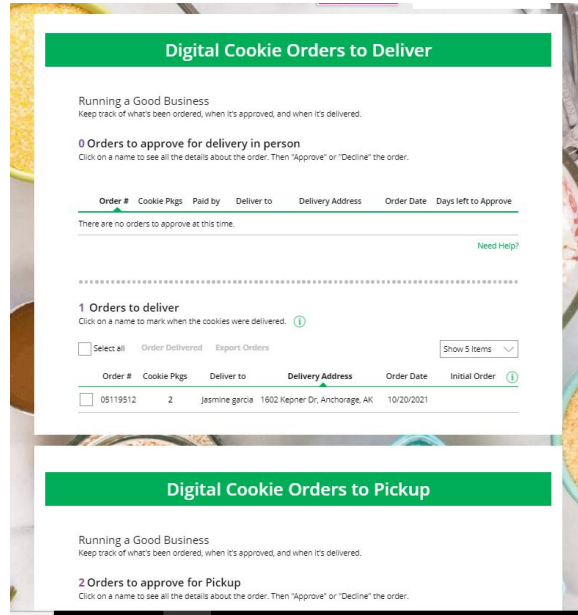 Digital Cookie Orders to Deliver
Running a Good Business
Keep track of what's been ordered, when it's approved, and when it's delivered.
0 Orders to approve for delivery in person
Click on a name to see all the details about the order. Then "Approve" or "Decline" the order.
Order # Cookie Pkgs Paid by Deliver to Delivery Address Order Date Days left to Approve
There are no orders to approve at this time.
Need Help?
1 Orders to deliver
Click on a name to mark when the cookies were delivered. i
Select all Order Delivered Export Orders Show 5 Items
Order # Cookie Pkgs Deliver to Delivery Address Order Date Initial Order i
05119512 2 Jasmine garcia 1602 Kepner Dr, Anchorage, AK 10/20/2021
Digital Cookie Orders to Pickup
Running a Good Business
Keep track of what's been ordered, when it's approved, and when it's delivered.
2 Orders to approve for Pickup
Click on a name to see all the details about the order. Then "Approve" or "Decline" the order.